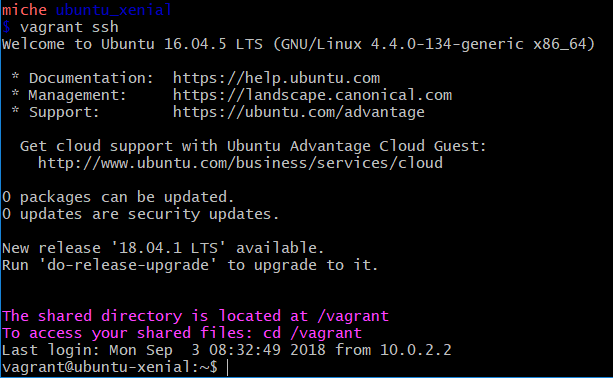 miche ubuntu_xenial
$ vagrant ssh
Welcome to Ubuntu 16.04.5 LTS (GNU/Linux 4.4.0-134-generic x86_64)
* Documentation: https://help.ubuntu.com
* Management: https://landscape.canonical.com
* Support: https://ubuntu.com/advantage
Get cloud support with Ubuntu Advantage Cloud Guest:
http://www.ubuntu.com/business/services/cloud
0 packages can be updated.
0 updates are security updates.
New release '18.04.1 LTS' available.
Run 'do-release-upgrade' to upgrade to it.
The shared directory is located at /vagrant
To access your shared files: cd /vagrant
Last login: Mon Sep  3 08:32:49 2018 from 10.0.2.2
vagrant@ubuntu-xenial:~$